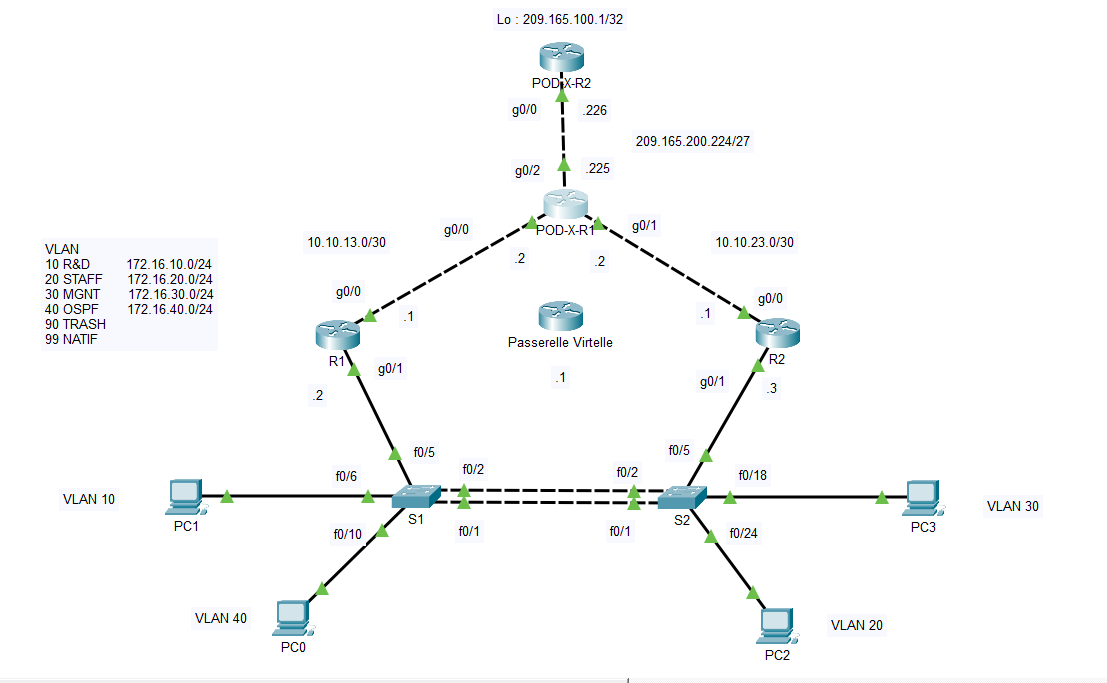 Lo : 209.165.100.1/32
POD-X-R2
g0/0
.226
209.165.200.224/27
g0/2
.225
POD-X-R1
g0/0
g0/1
10.10.13.0/30
10.10.23.0/30
.2
.2
VLAN
10 R&D 172.16.10.0/24
20 STAFF 172.16.20.0/24
30 MGNT 172.16.30.0/24
40 OSPF 172.16.40.0/24
90 TRASH
99 NATIF
g0/0
g0/0
.1
.1
Passerelle Virtelle
R1
R2
g0/1
g0/1
.1
.2
.3
f0/5
f0/5
f0/6
f0/2
f0/2
f0/18
VLAN 10
PC1
S1
S2
PC3
VLAN 30
f0/10
f0/1
f0/1
f0/24
VLAN 40
VLAN 20
PC0
PC2